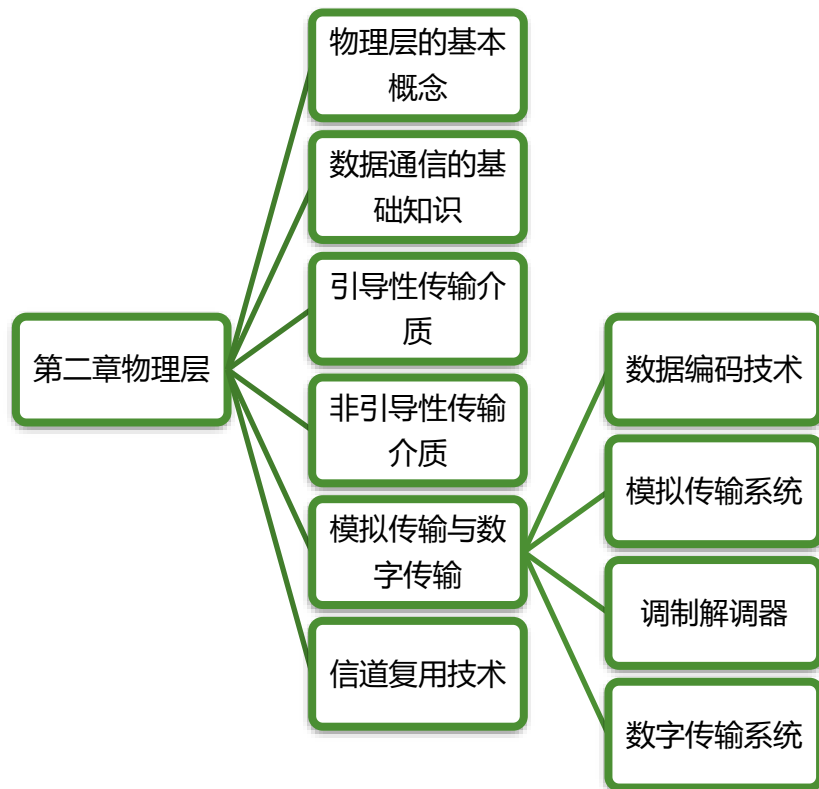 物理层的基本
概念
数据通信的基
础知识
引导性传输介
质
第二章物理层
非引导性传输
介质
模拟传输与数
字传输
信道复用技术
数据编码技术
模拟传输系统
调制解调器
数字传输系统